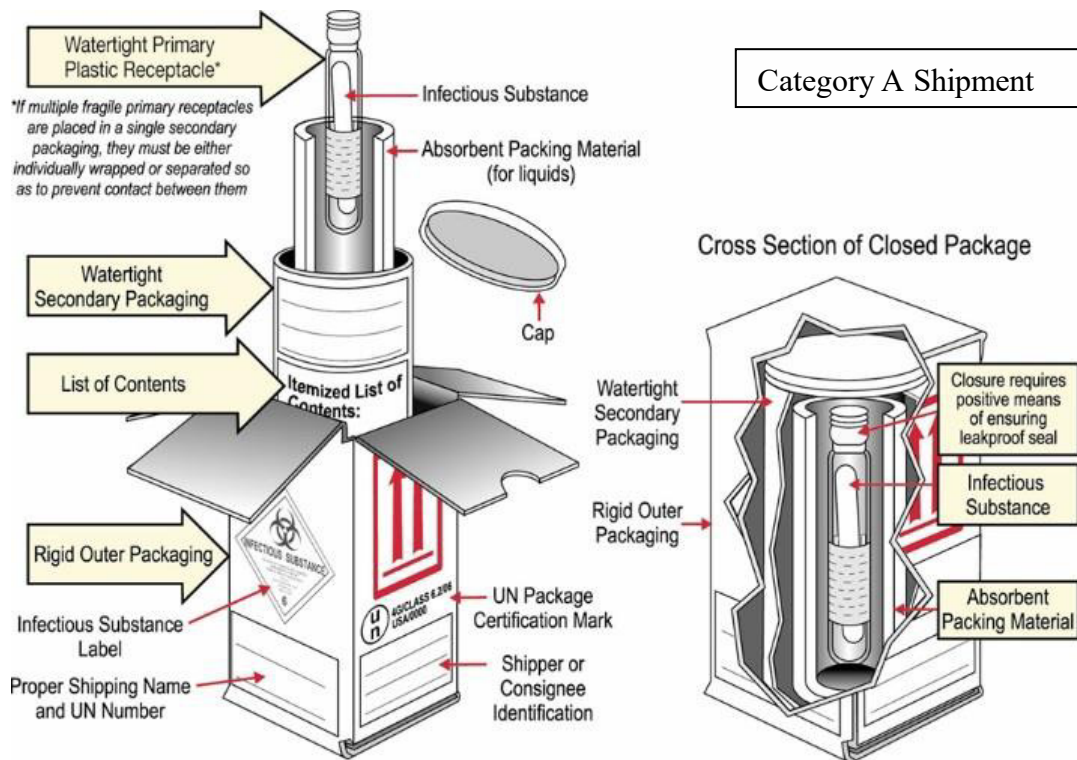 Watertight Primary
Plastic Receptacle*
*If multiple fragile primary receptacles
are placed in a single secondary
packaging, they must be either
individually wrapped or separated so
as to prevent contact between them
Infectious Substance
Absorbent Packing Material
(for liquids)
Category A Shipment
Watertight
Secondary Packaging
Cap
List of Contents
Itemized List of
Contents:
Rigid Outer Packaging
INFECTIOUS SUBSTANCE
6
u
n
4G/CLASS 6.2/06
USA/0000
Infectious Substance
Label
Proper Shipping Name
and UN Number
UN Package
Certification Mark
Shipper or
Consignee
Identification
Cross Section of Closed Package
Watertight
Secondary
Packaging
Rigid Outer
Packaging
Closure requires
positive means
of ensuring
leakproof seal
Infectious
Substance
Absorbent
Packing Material